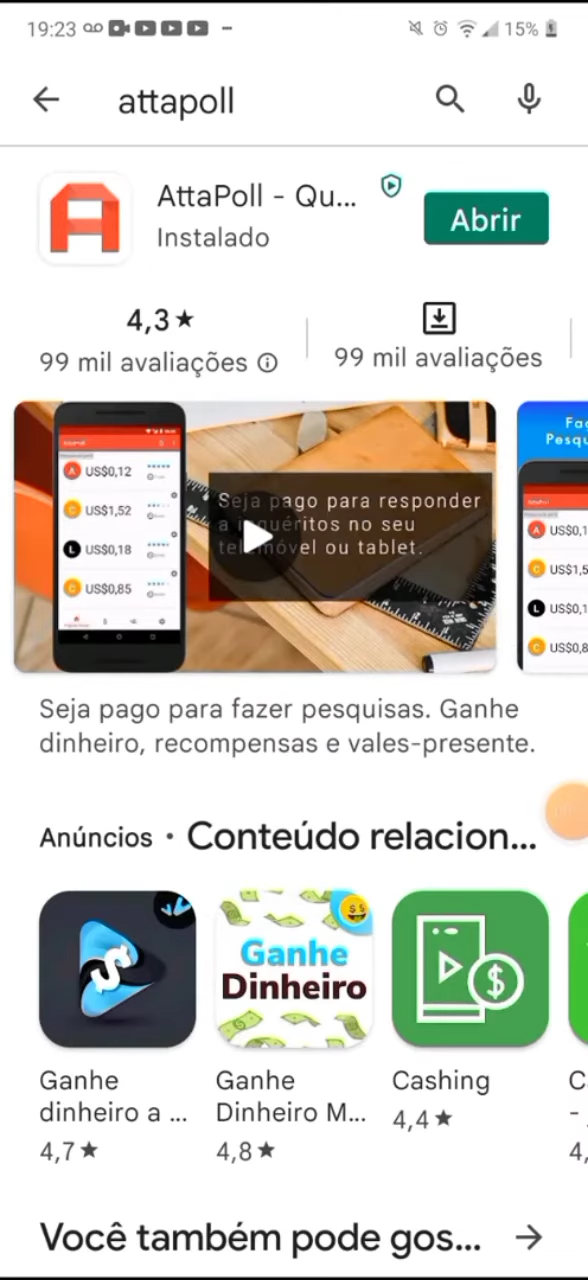 19:23
15%
attapoll
AttaPoll - Qu...
Instalado
Abrir
4,3★
99 mil avaliações
99 mil avaliações
US$0,12
US$1,52
US$0,18
US$0,85
Seja pago para responder
a inquéritos no seu
telemóvel ou tablet.
Seja pago para fazer pesquisas. Ganhe
dinheiro, recompensas e vales-presente.
Anúncios • Conteúdo relacion...
Ganhe
Dinheiro
Ganhe
dinheiro a ...
4,7★
Ganhe
Dinheiro M...
4,8★
Cashing
4,4★
Você também pode gos...